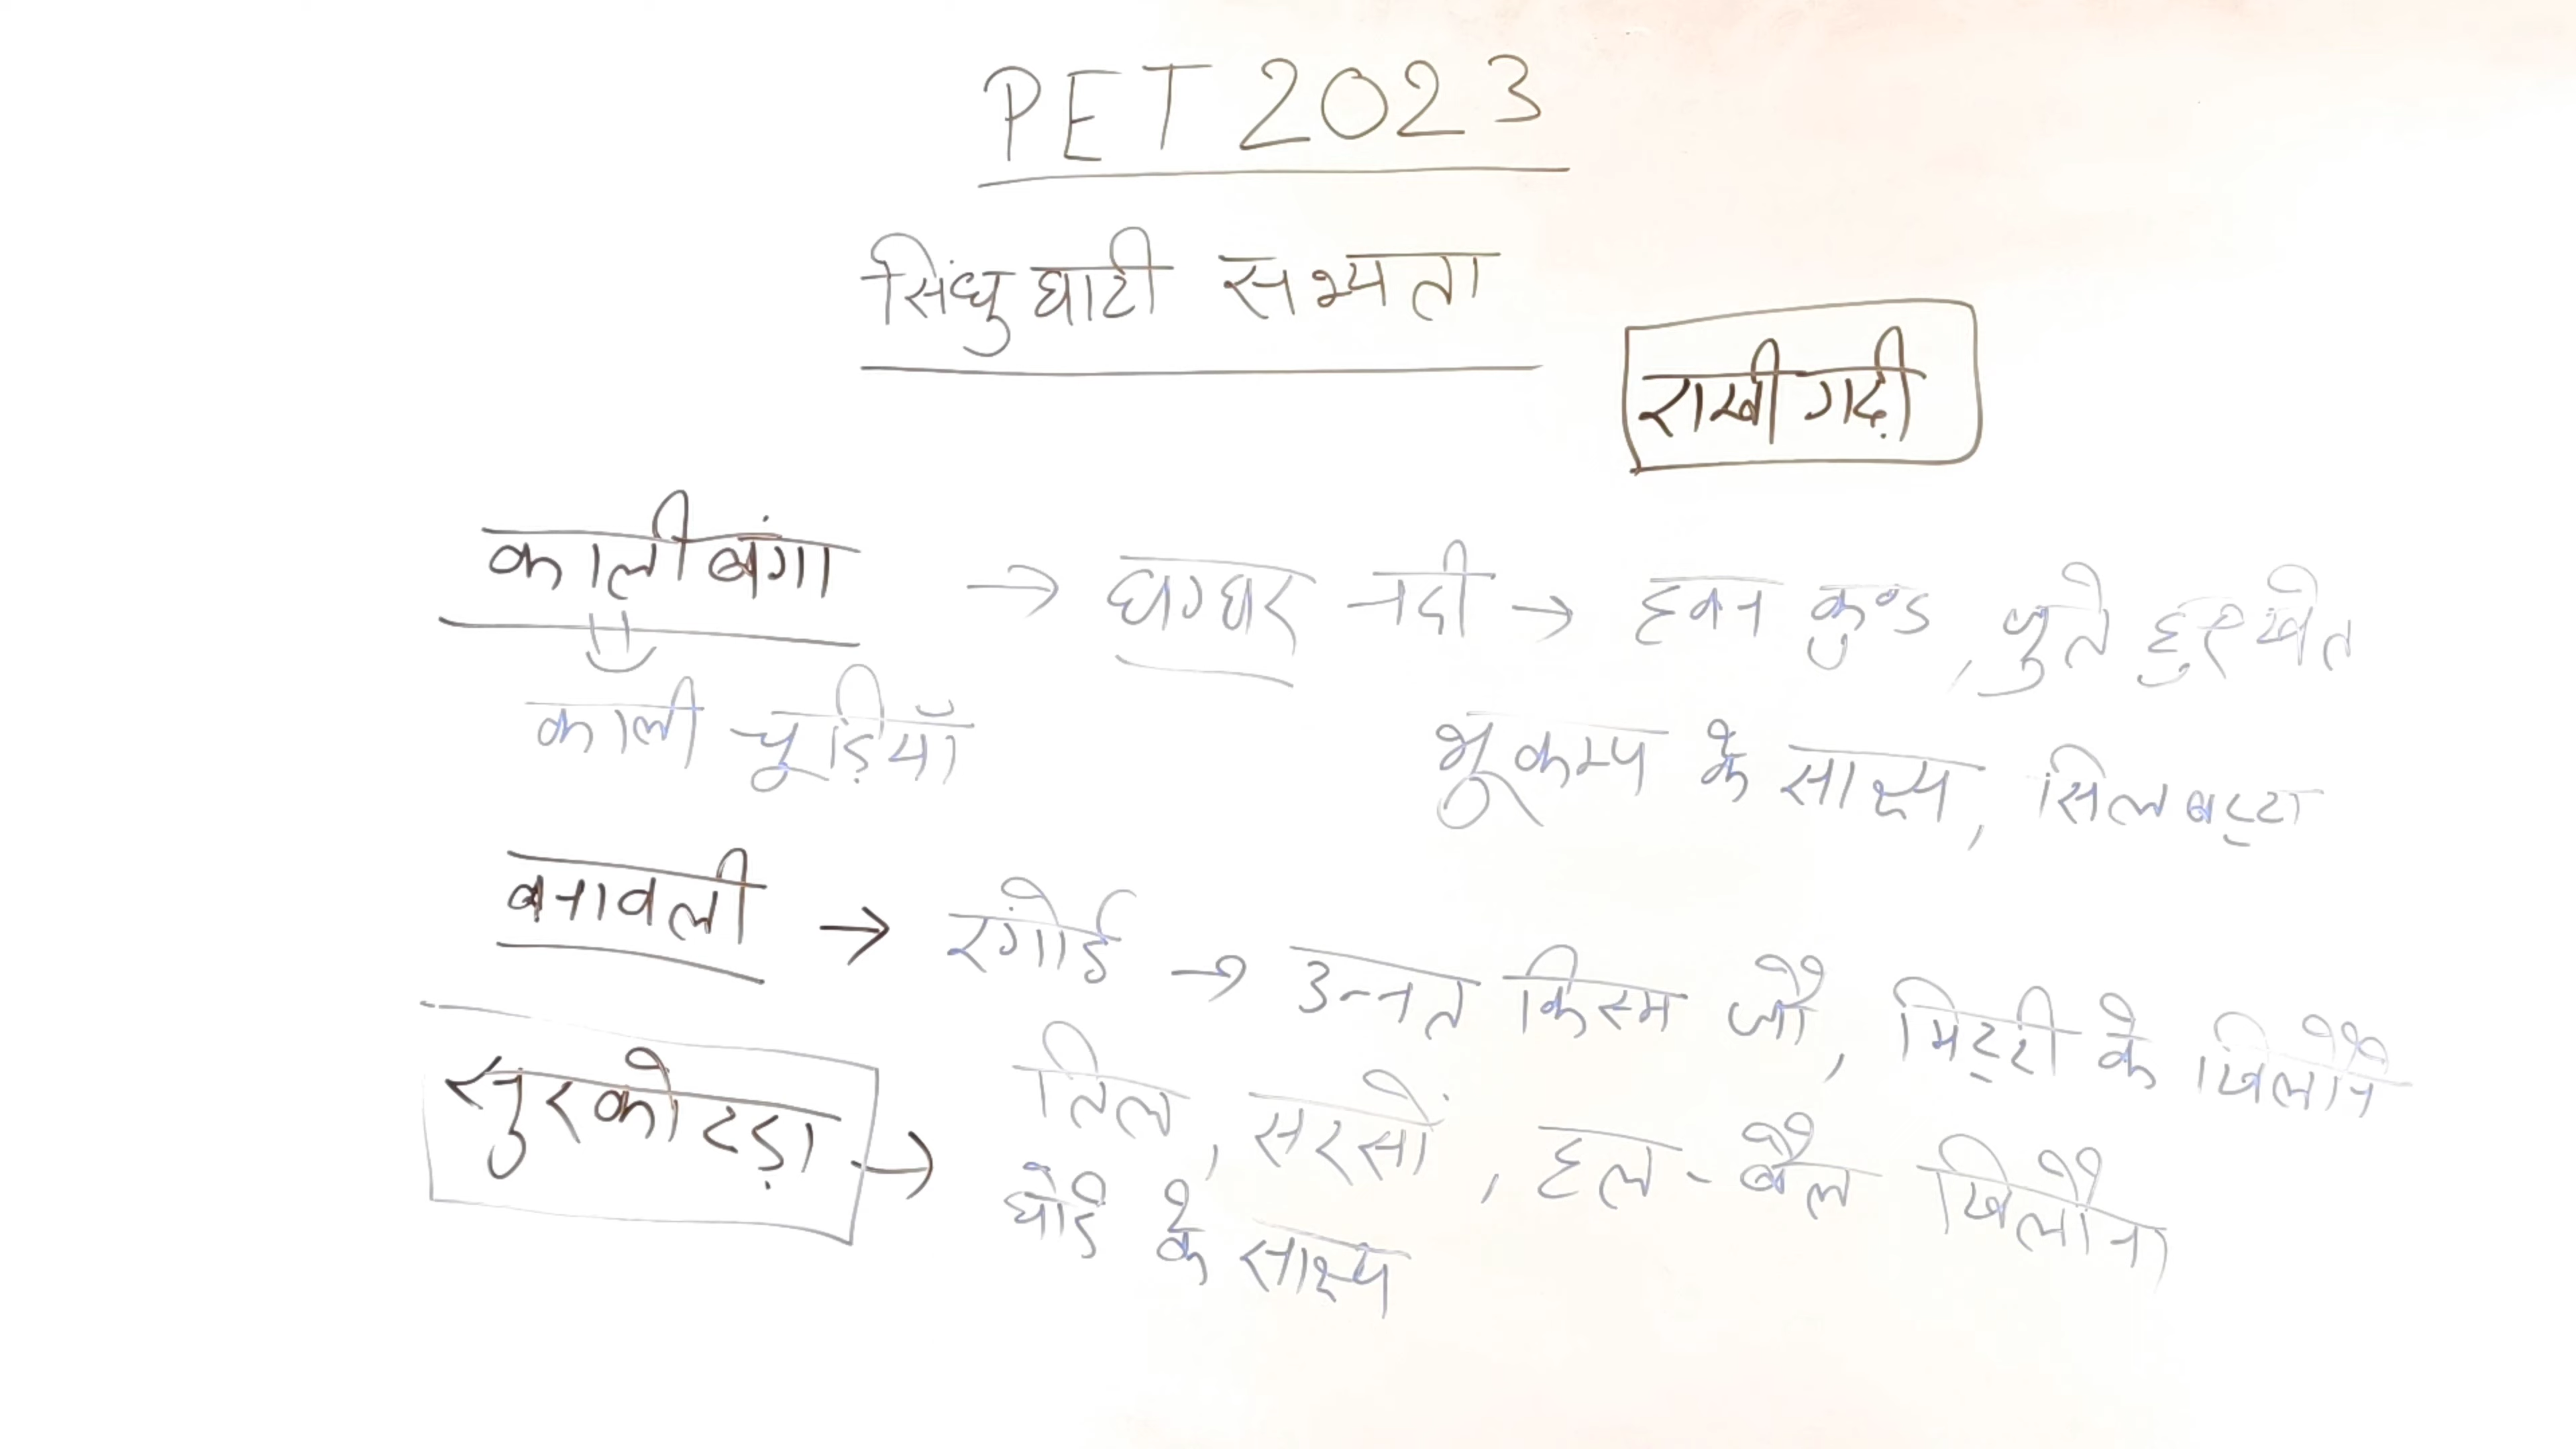 PET 2023
सिंधु घाटी सभ्यता
राखी गढ़ी
कालीबंगा → घग्घर नदी → हवन कुण्ड, जुते हुए खेत
काली चूड़ियाँ
भूकम्प के साक्ष्य, सिलबट्टा
बनावली → रंगोई → उन्नत किस्म जौ, मिट्टी के खिलौने
तिल, सरसों, हल-बैल खिलौना
सुरकोटड़ा → घोड़े के साक्ष्य